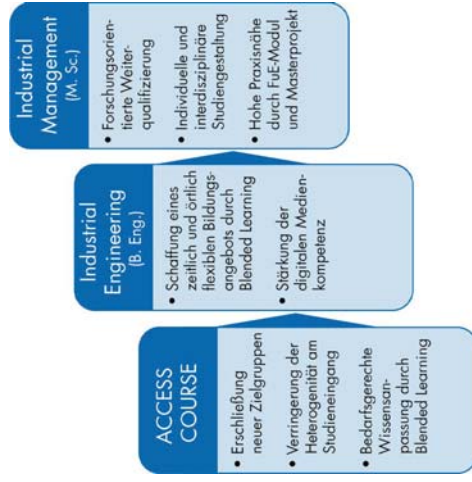 ACCESS
COURSE
• Erschließung
neuer Zielgruppen
• Verringerung der
Heterogenität am
Studieneingang
• Bedarfsgerechte
Wissensan-
passung durch
Blended Learning
Industrial
Engineering
(B. Eng.)
• Schaffung eines
zeitlich und örtlich
flexiblen Bildungs-
angebots durch
Blended Learning
• Stärkung der
digitalen Medien-
kompetenz
Industrial
Management
(M. Sc.)
• Forschungsorien-
tierte Weiter-
qualifizierung
• Individuelle und
interdisziplinäre
Studiengestaltung
• Hohe Praxisnähe
durch FuE-Modul
und Masterprojekt